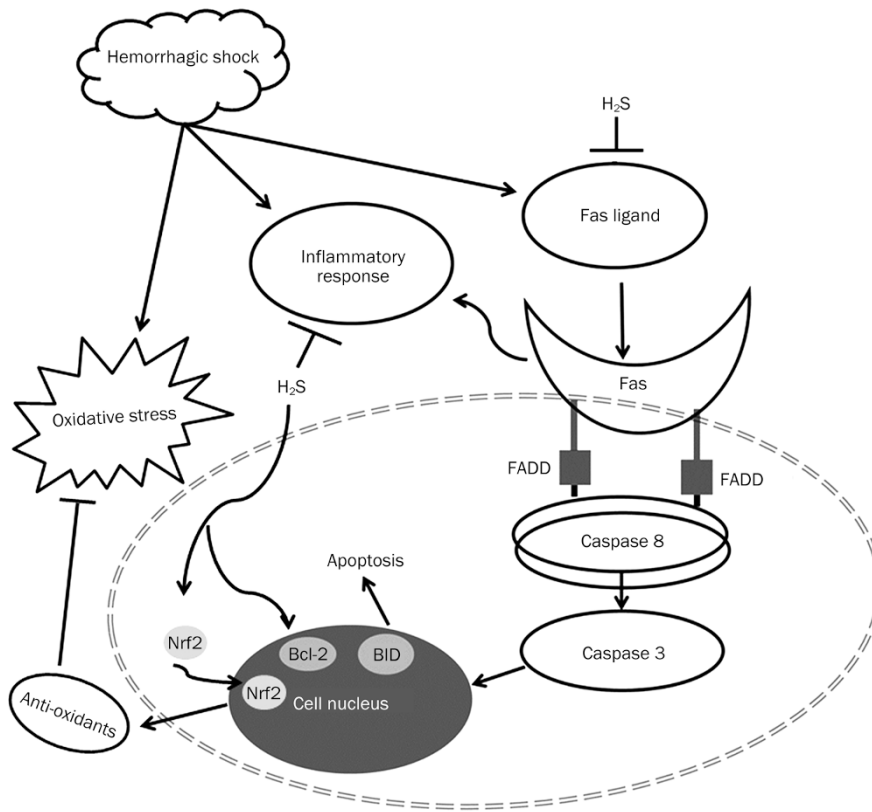 Hemorrhagic shock
H₂S
Fas ligand
Inflammatory
response
Fas
H₂S
Oxidative stress
FADD
FADD
Caspase 8
Apoptosis
Nrf2
Bcl-2
BID
Caspase 3
Nrf2
Cell nucleus
Anti-oxidants